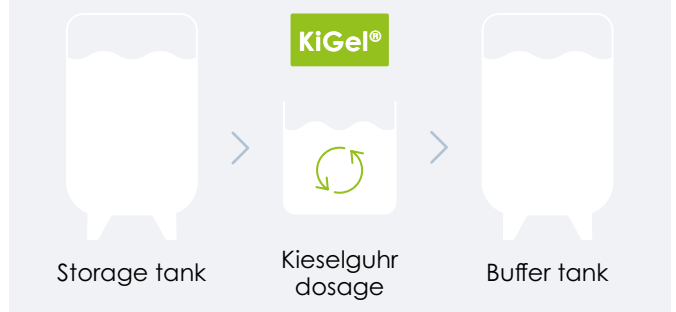 KiGel®
Storage tank
Kieselguhr
dosage
Buffer tank